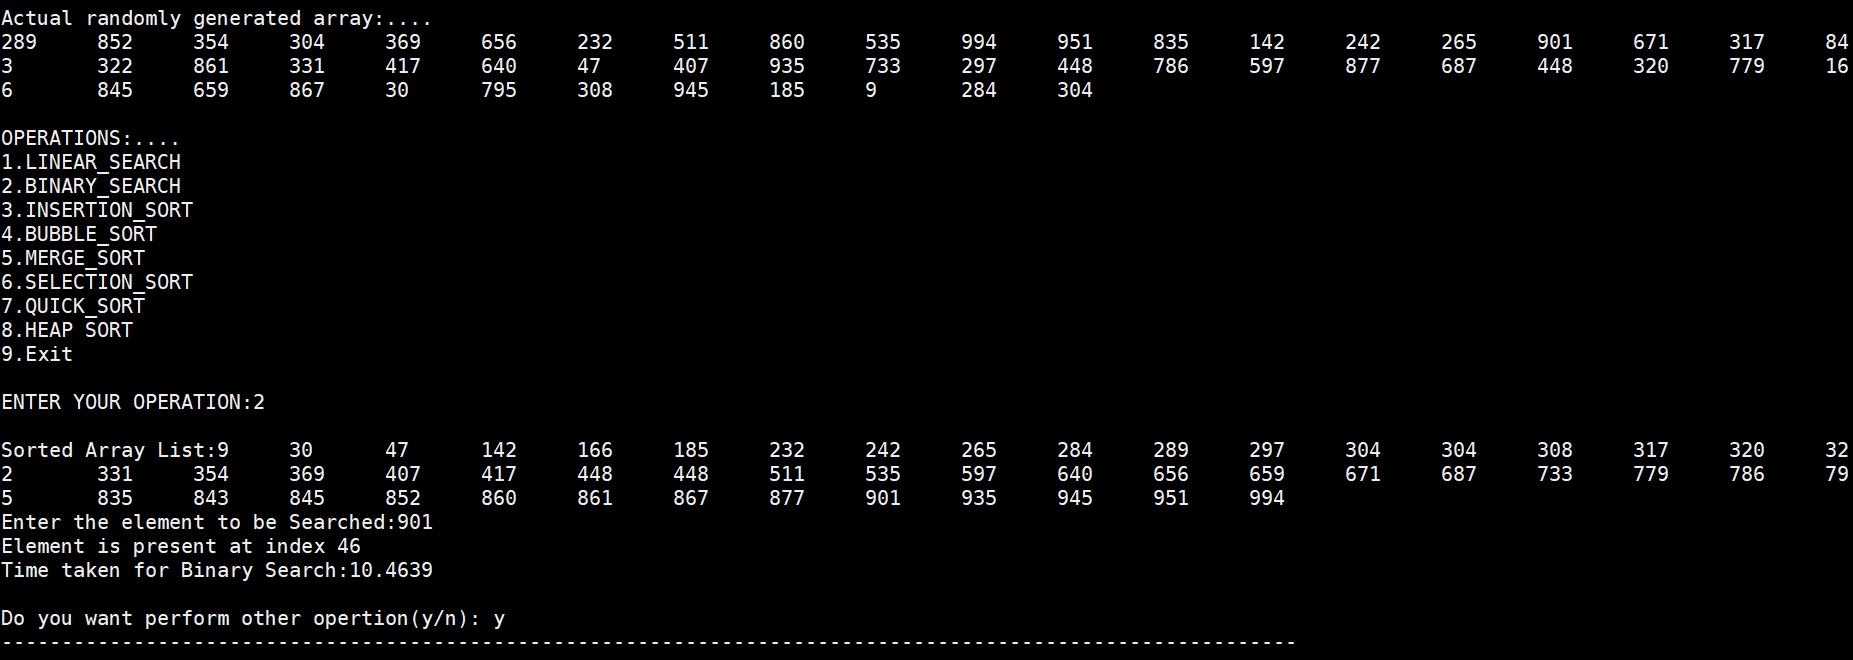 Actual randomly generated array:....
289 852 354 304 369 656 232 511 860 535 994 951 835 142 242 265 901 671 317 84
3 322 861 331 417 640 47 407 935 733 297 448 786 597 877 687 448 320 779 16
6 845 659 867 30 795 308 945 185 9 284 304
OPERATIONS:....
1.LINEAR_SEARCH
2.BINARY_SEARCH
3.INSERTION_SORT
4.BUBBLE_SORT
5.MERGE_SORT
6.SELECTION_SORT
7.QUICK_SORT
8.HEAP SORT
9.Exit
ENTER YOUR OPERATION:2
Sorted Array List:9 30 47 142 166 185 232 242 265 284 289 297 304 304 308 317 320 32
2 331 354 369 407 417 448 448 511 535 597 640 656 659 671 687 733 779 786 79
5 835 843 845 852 860 861 867 877 901 935 945 951 994
Enter the element to be Searched:901
Element is present at index 46
Time taken for Binary Search:10.4639
Do you want perform other opertion(y/n): y
------------------------------------------------------------------------------------------------------------